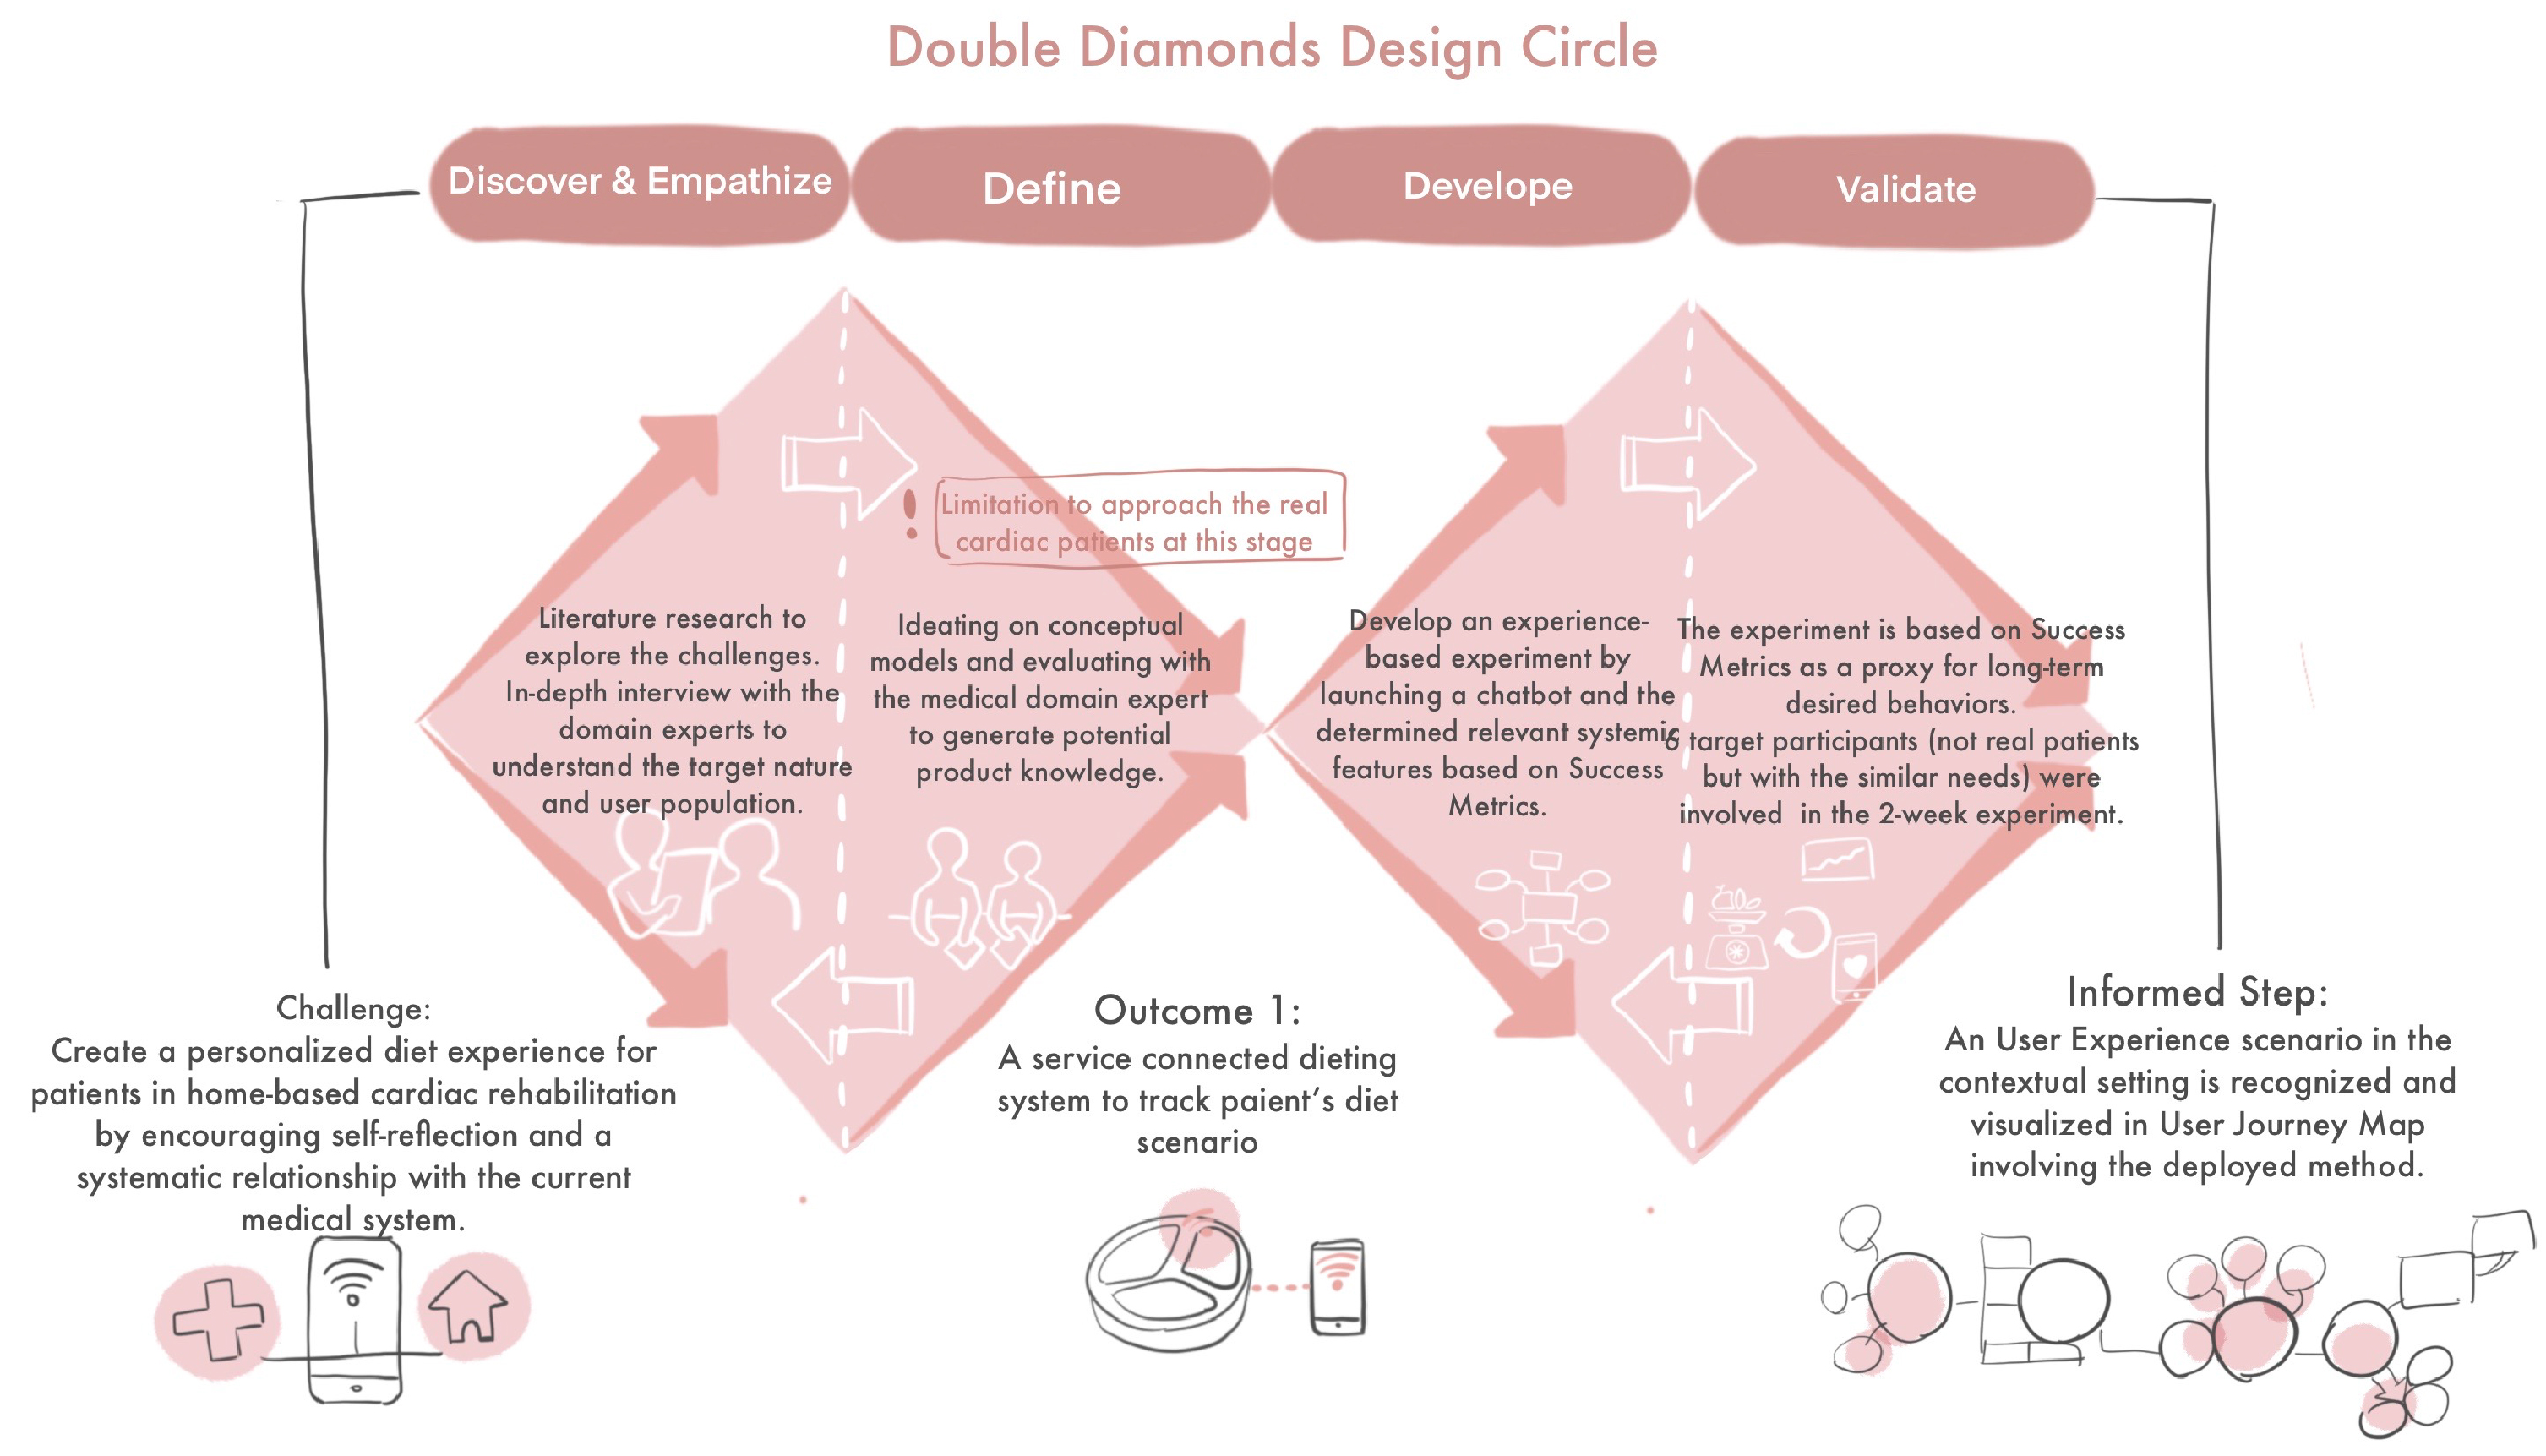 Double Diamonds Design Circle
Discover & Empathize
Define
Develope
Validate
Limitation to approach the real
cardiac patients at this stage
Literature research to
explore the challenges.
In-depth interview with the
domain experts to
understand the target nature
and user population.
Ideating on conceptual
models and evaluating with
the medical domain expert
to generate potential
product knowledge.
Develop an experience-
based experiment by
launching a chatbot and the
determined relevant systemic
features based on Success
Metrics.
The experiment is based on Success
Metrics as a proxy for long-term
desired behaviors.
6 target participants (not real patients
but with the similar needs) were
involved in the 2-week experiment.
Challenge:
Create a personalized diet experience for
patients in home-based cardiac rehabilitation
by encouraging self-reflection and a
systematic relationship with the current
medical system.
Outcome 1:
A service connected dieting
system to track paient's diet
scenario
Informed Step:
An User Experience scenario in the
contextual setting is recognized and
visualized in User Journey Map
involving the deployed method.